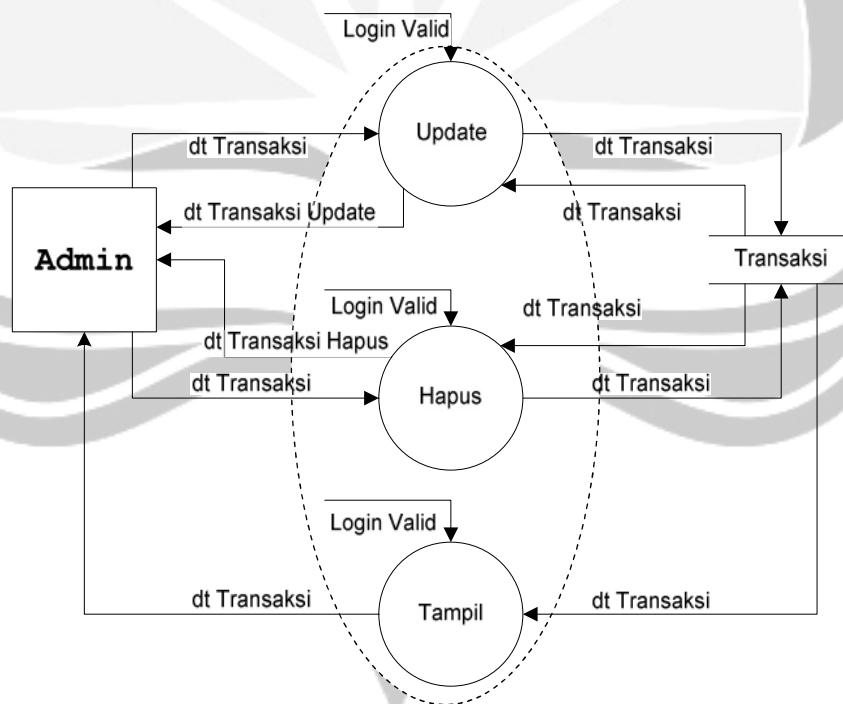 Login Valid
Update
dt Transaksi
dt Transaksi
dt Transaksi Update
dt Transaksi
Admin
Transaksi
Login Valid
dt Transaksi
dt Transaksi Hapus
dt Transaksi
Hapus
dt Transaksi
Login Valid
dt Transaksi
Tampil
dt Transaksi